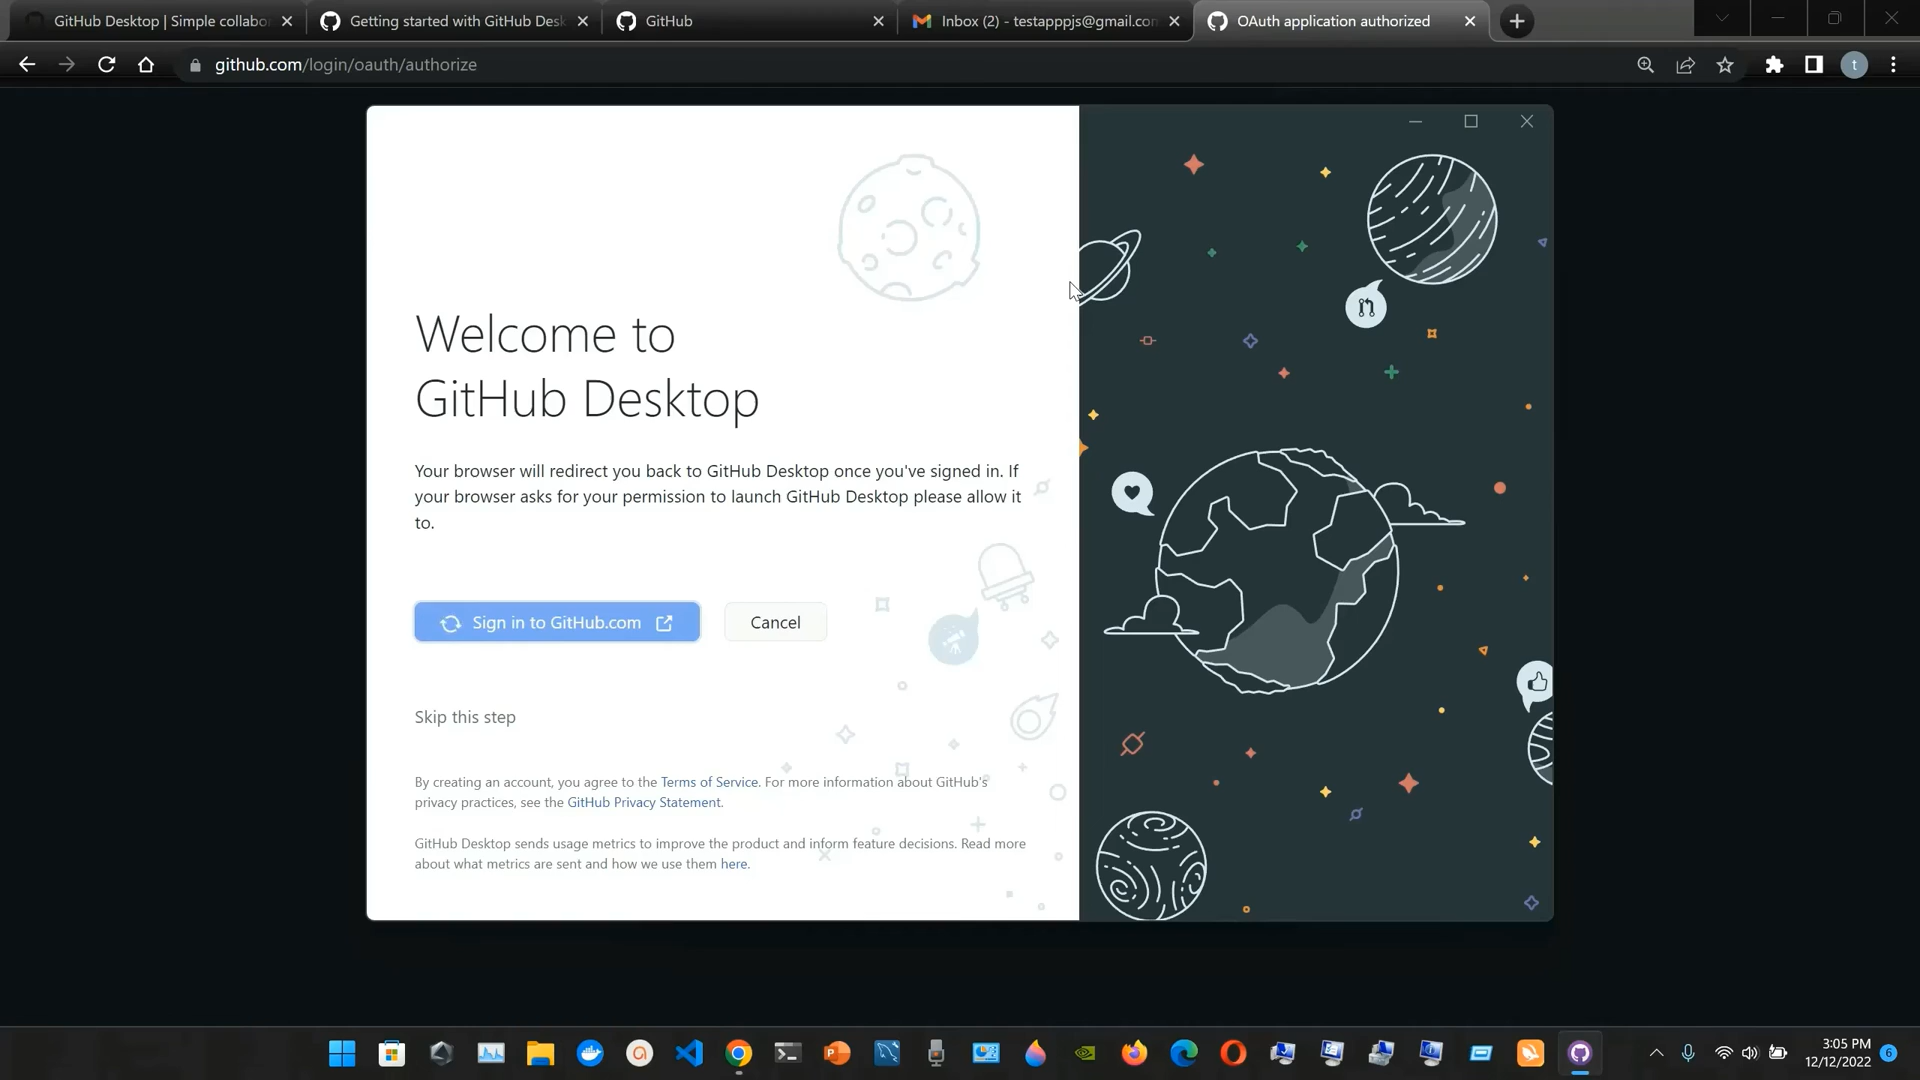 GitHub Desktop | Simple collabo
Getting started with GitHub Desk
GitHub
Inbox (2) - testapppjs@gmail.co
OAuth application authorized
github.com/login/oauth/authorize
t
Welcome to
GitHub Desktop
Your browser will redirect you back to GitHub Desktop once you've signed in. If
your browser asks for your permission to launch GitHub Desktop please allow it
to.
Sign in to GitHub.com
Cancel
Skip this step
By creating an account, you agree to the Terms of Service. For more information about GitHub's
privacy practices, see the GitHub Privacy Statement.
GitHub Desktop sends usage metrics to improve the product and inform feature decisions. Read more
about what metrics are sent and how we use them here.
3:05 PM
12/12/2022
6